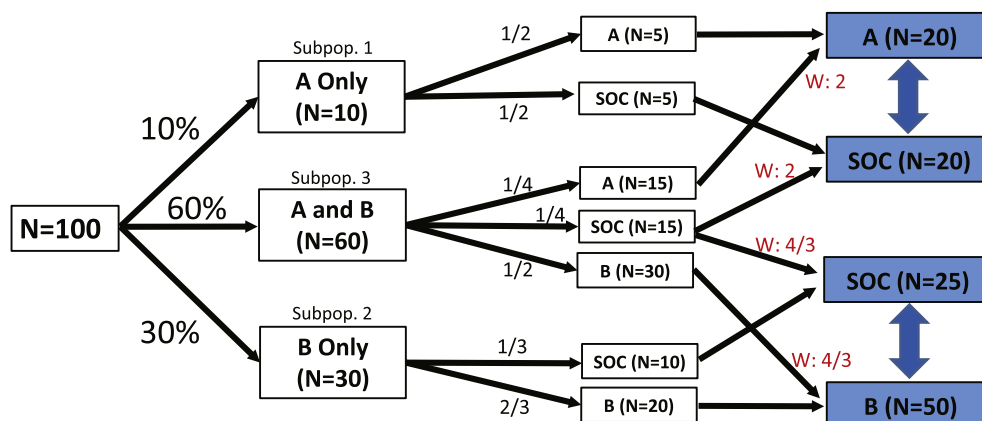 N=100
10%
60%
30%
Subpop. 1
A Only
(N=10)
Subpop. 3
A and B
(N=60)
Subpop. 2
B Only
(N=30)
1/2
1/2
1/4
1/4
1/2
1/3
2/3
A (N=5)
SOC (N=5)
A (N=15)
SOC (N=15)
B (N=30)
SOC (N=10)
B (N=20)
W: 2
W: 2
W: 4/3
W: 4/3
A (N=20)
SOC (N=20)
SOC (N=25)
B (N=50)